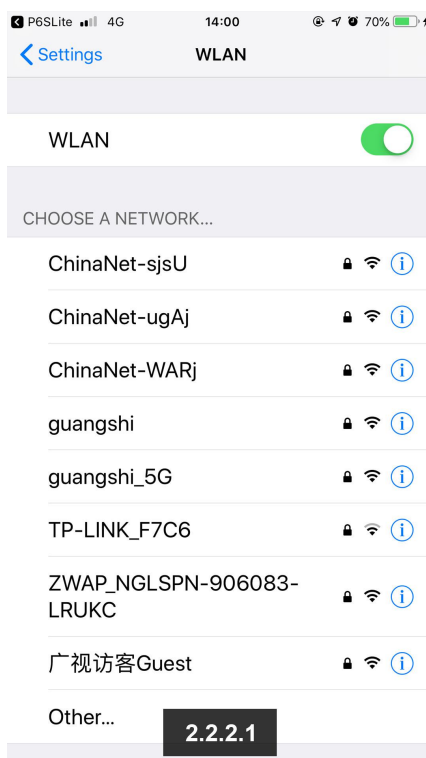 P6SLite 4G 14:00 70%
Settings WLAN
WLAN
CHOOSE A NETWORK...
ChinaNet-sjsU
ChinaNet-ugAj
ChinaNet-WARj
guangshi
guangshi_5G
TP-LINK_F7C6
ZWAP_NGLSPN-906083-
LRUKC
广视访客Guest
Other...
2.2.2.1